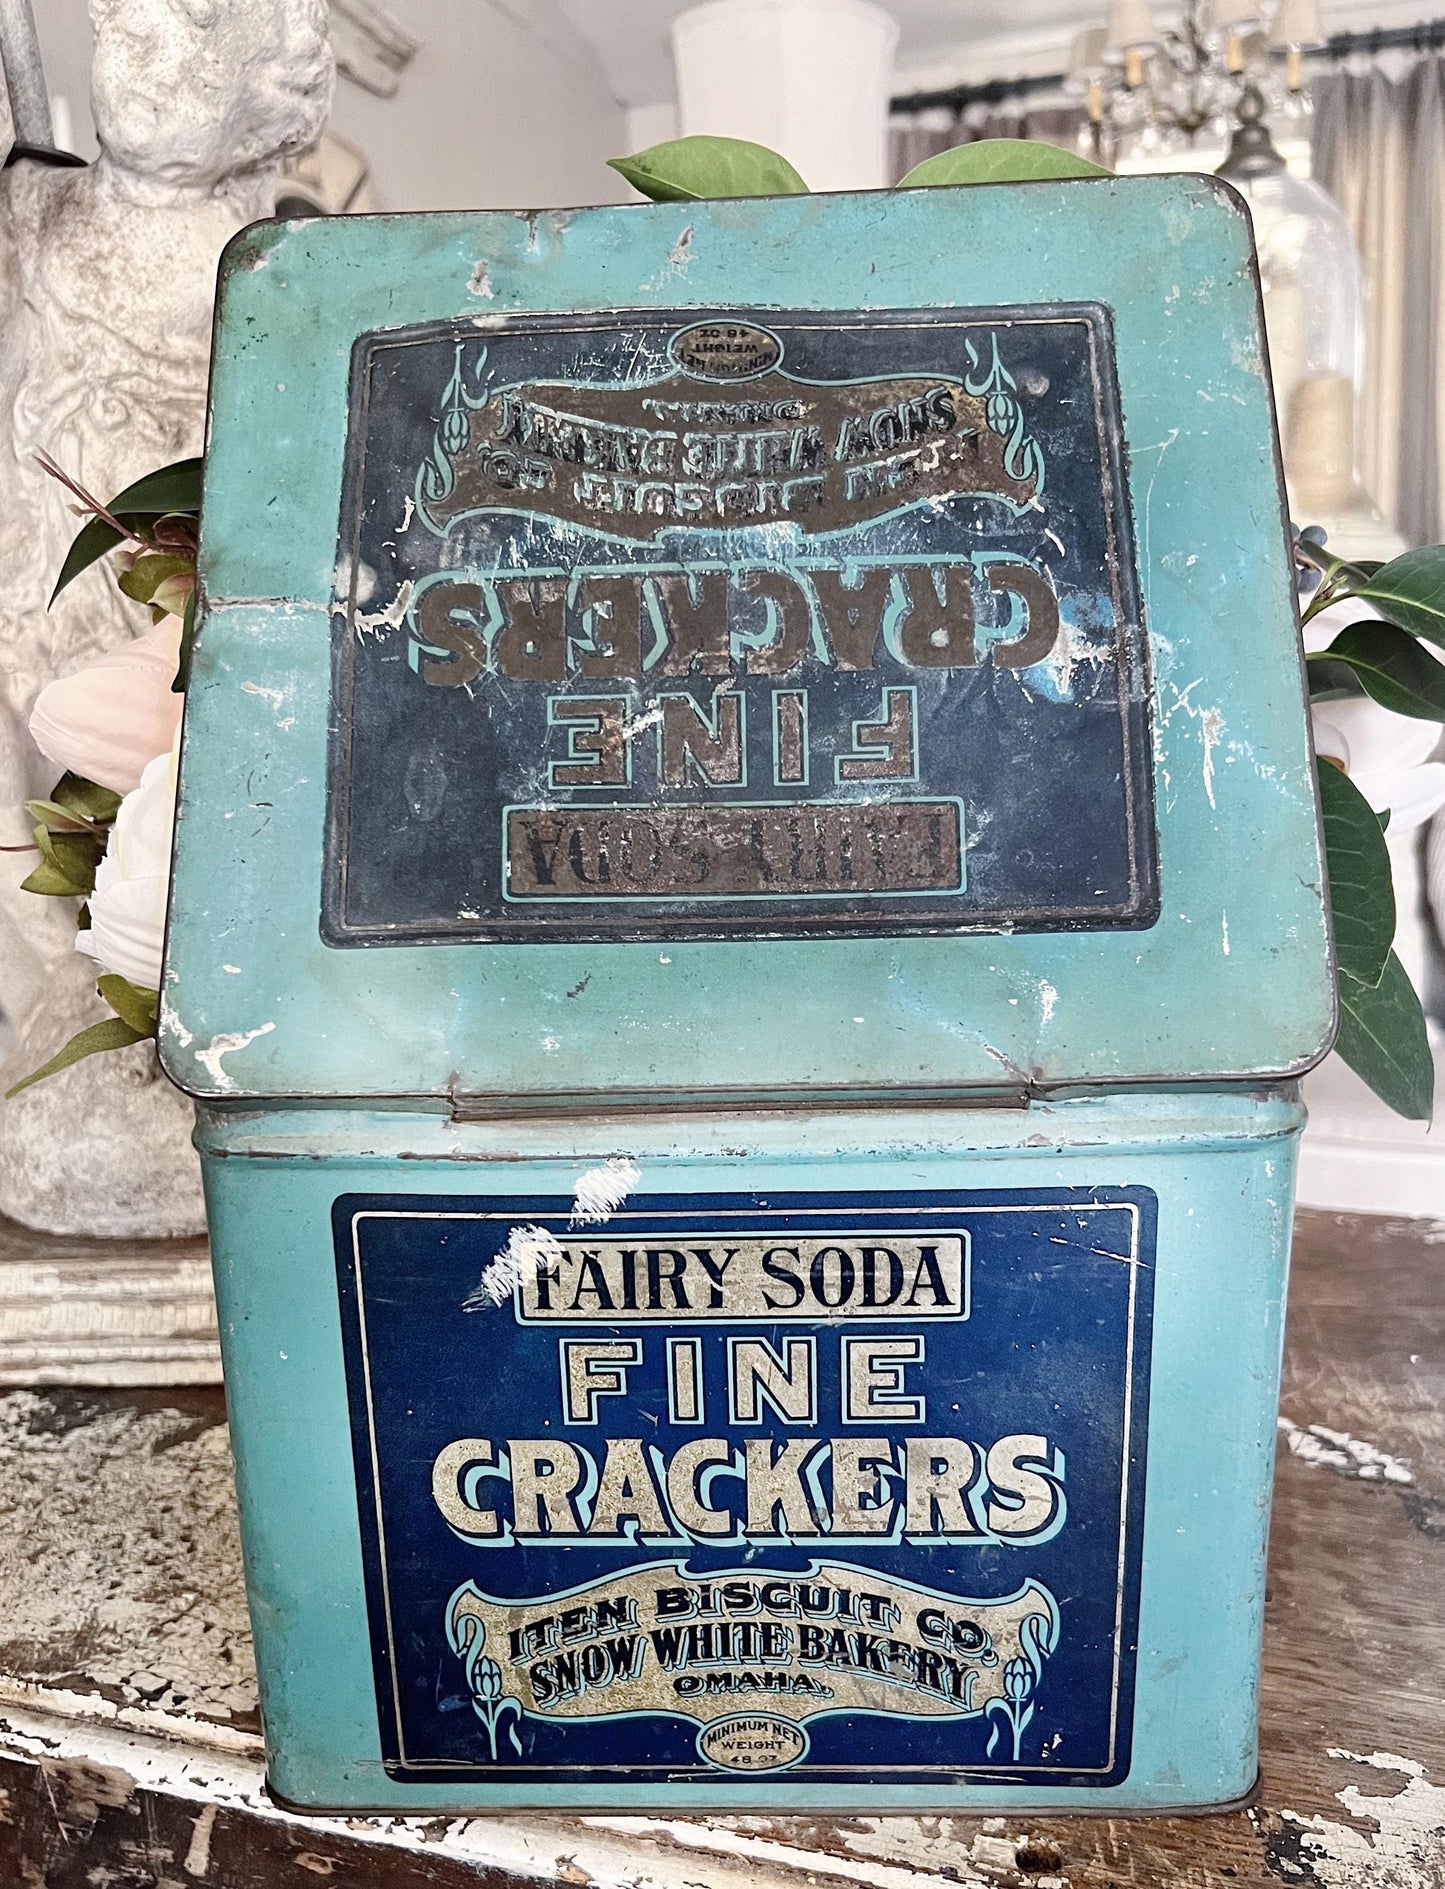 MINIMUM NET
WEIGHT
48 OZ
ITEN BISCUIT CO.
SNOW WHITE BAKERY
OMAHA.
CRACKERS
FINE
FAIRY SODA
FAIRY SODA
FINE
CRACKERS
ITEN BISCUIT CO.
SNOW WHITE BAKERY
OMAHA.
MINIMUM NET
WEIGHT
48 OZ